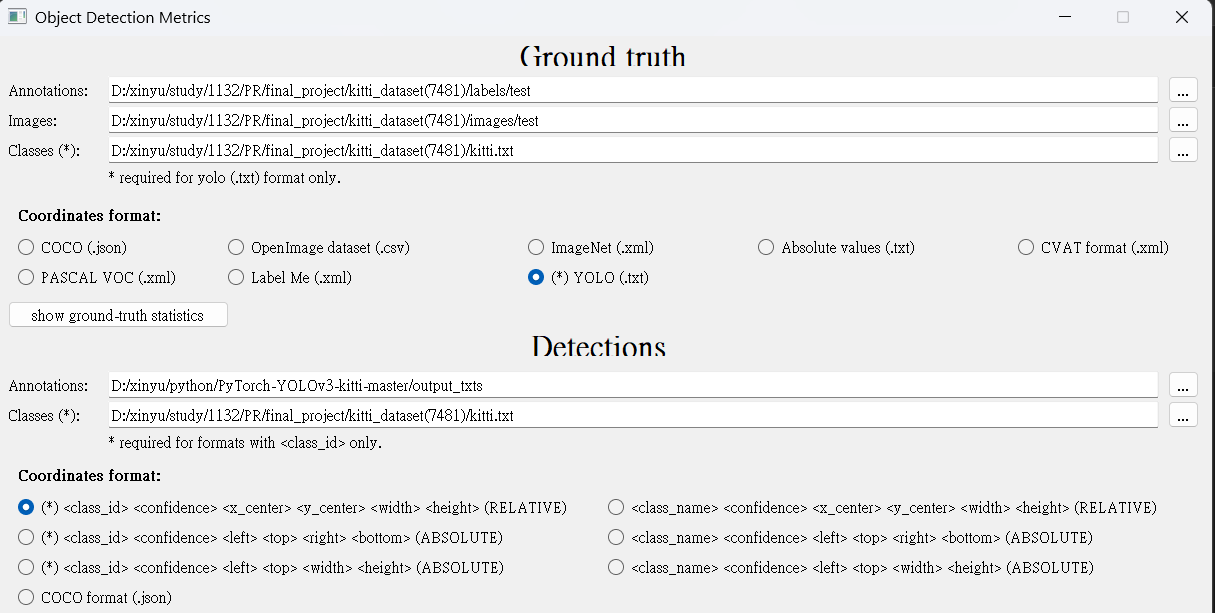 Object Detection Metrics
Ground truth
Annotations: D:/xinyu/study/1132/PR/final_project/kitti_dataset(7481)/labels/test ...
Images: D:/xinyu/study/1132/PR/final_project/kitti_dataset(7481)/images/test ...
Classes (*): D:/xinyu/study/1132/PR/final_project/kitti_dataset(7481)/kitti.txt ...
* required for yolo (.txt) format only.
Coordinates format:
COCO (.json) OpenImage dataset (.csv) ImageNet (.xml) Absolute values (.txt) CVAT format (.xml)
PASCAL VOC (.xml) Label Me (.xml) (*) YOLO (.txt)
show ground-truth statistics
Detections
Annotations: D:/xinyu/python/PyTorch-YOLOv3-kitti-master/output_txts ...
Classes (*): D:/xinyu/study/1132/PR/final_project/kitti_dataset(7481)/kitti.txt ...
* required for formats with <class_id> only.
Coordinates format:
(*) <class_id> <confidence> <x_center> <y_center> <width> <height> (RELATIVE) <class_name> <confidence> <x_center> <y_center> <width> <height> (RELATIVE)
(*) <class_id> <confidence> <left> <top> <right> <bottom> (ABSOLUTE) <class_name> <confidence> <left> <top> <right> <bottom> (ABSOLUTE)
(*) <class_id> <confidence> <left> <top> <width> <height> (ABSOLUTE) <class_name> <confidence> <left> <top> <width> <height> (ABSOLUTE)
COCO format (.json)